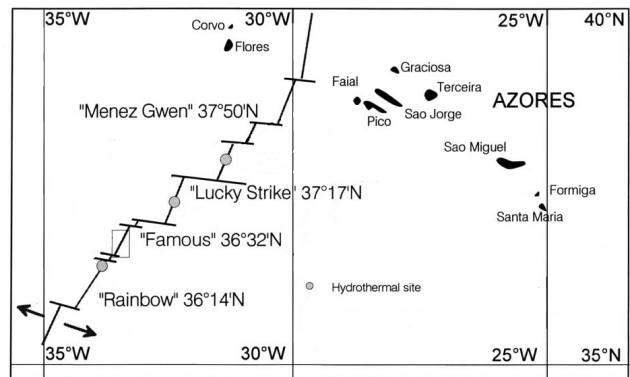 35°W 30°W 25°W 40°N
Corvo
Flores
Graciosa
Faial
Terceira
"Menez Gwen" 37°50'N
AZORES
Pico
Sao Jorge
Sao Miguel
"Lucky Strike" 37°17'N
Formiga
Santa Maria
"Famous" 36°32'N
Hydrothermal site
"Rainbow" 36°14'N
35°W 30°W 25°W 35°N